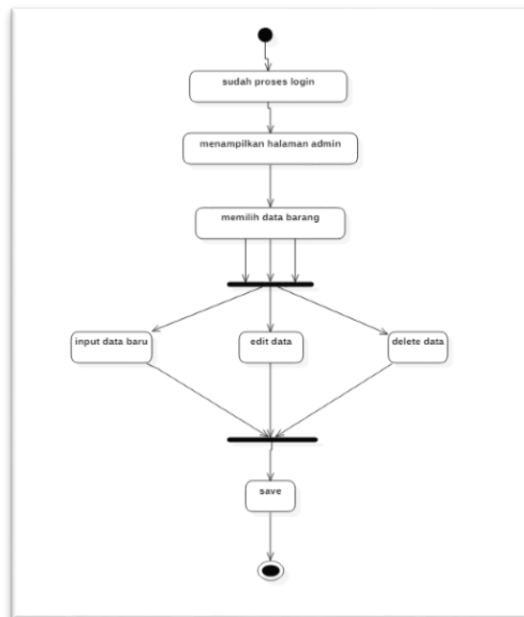 sudah proses login
menampilkan halaman admin
memilih data barang
input data baru
edit data
delete data
save